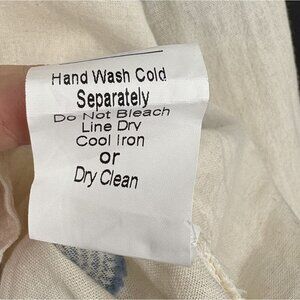 Hand Wash Cold
Separately
Do Not Bleach
Line Dry
Cool Iron
or
Dry Clean